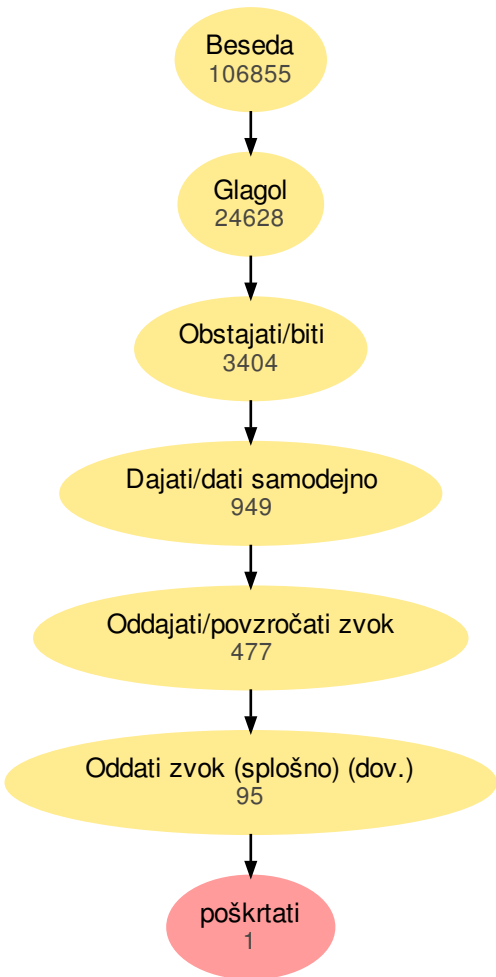 Beseda
106855
Glagol
24628
Obstajati/biti
3404
Dajati/dati samodejno
949
Oddajati/povzročati zvok
477
Oddati zvok (splošno) (dov.)
95
poškrtati
1